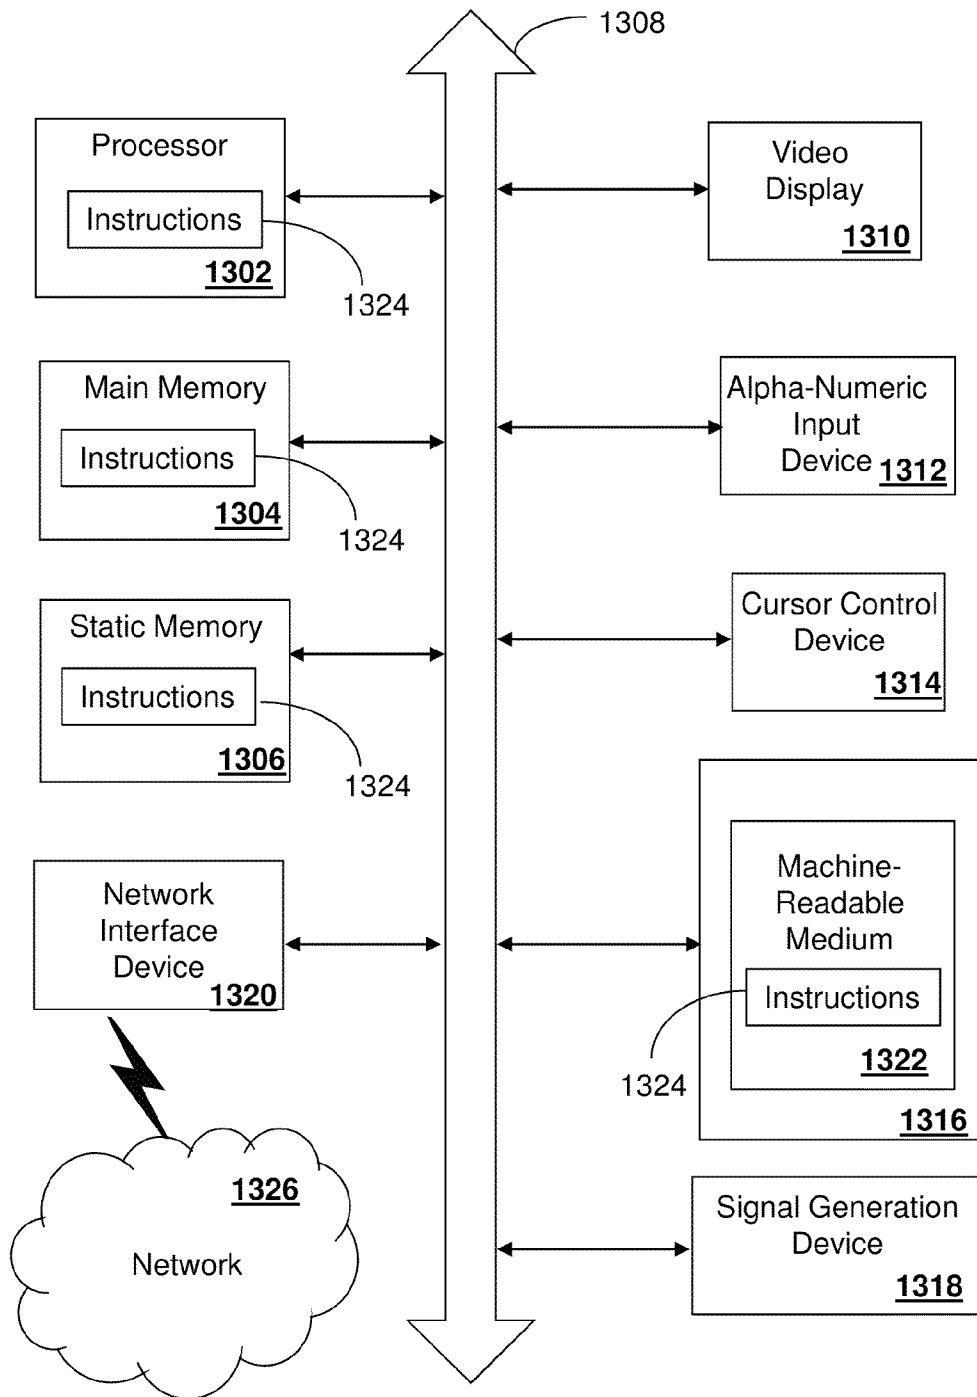 1308
Processor
Instructions
1302
1324
Main Memory
Instructions
1304
1324
Static Memory
Instructions
1306
1324
Network
Interface
Device
1320
1326
Network
Video
Display
1310
Alpha-Numeric
Input
Device
1312
Cursor Control
Device
1314
Machine-
Readable
Medium
Instructions
1322
1324
1316
Signal Generation
Device
1318